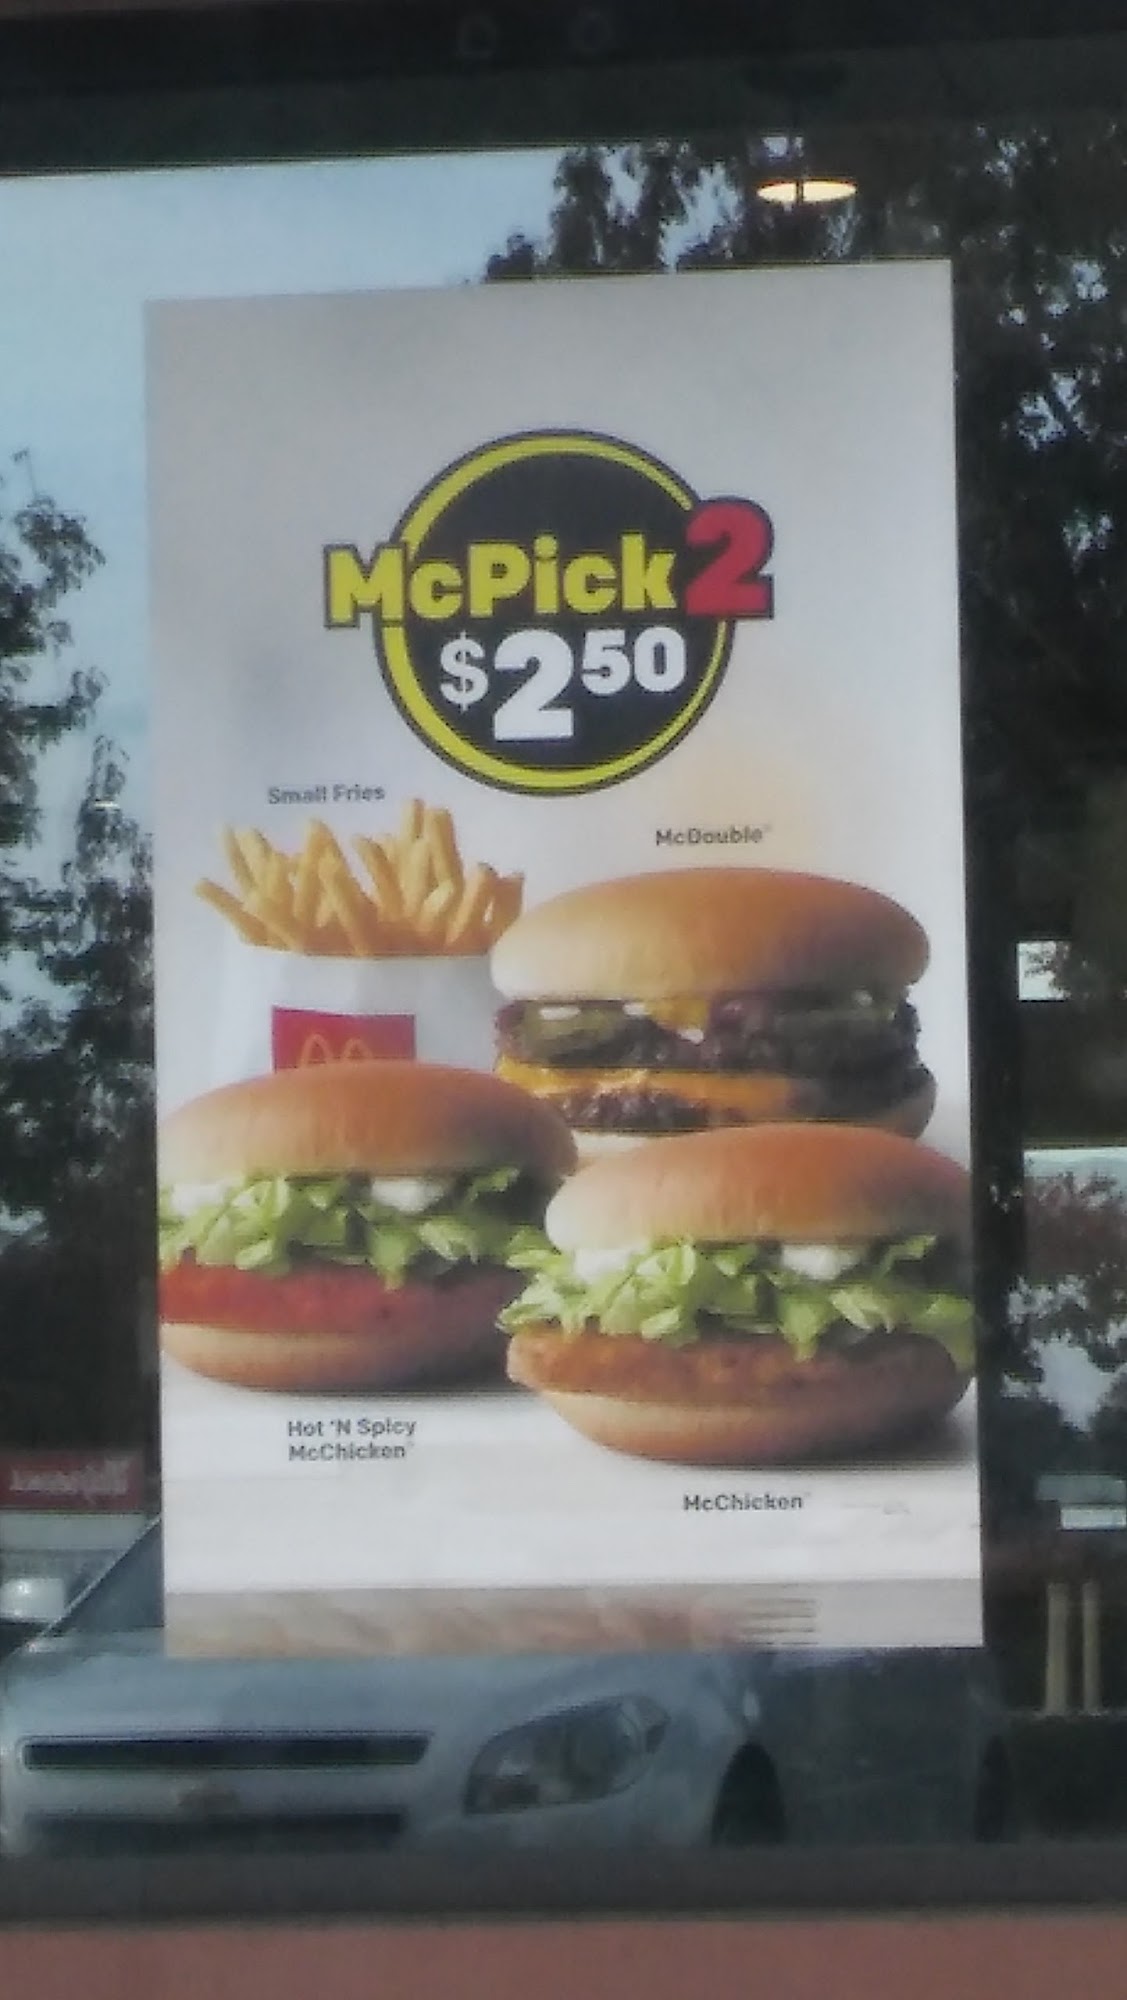 McPick 2
$2 50
Small Fries
McDouble®
Hot 'N Spicy
McChicken®
McChicken®